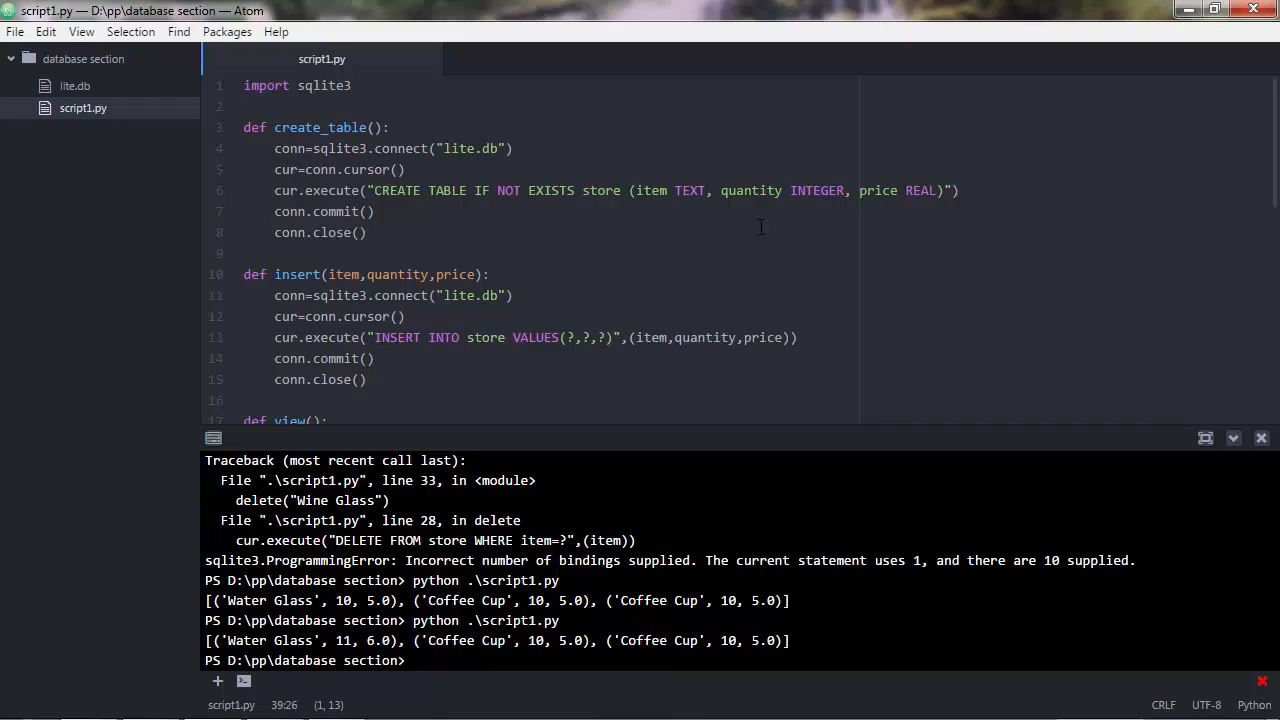 script1.py — D:\pp\database section — Atom
File Edit View Selection Find Packages Help
database section
lite.db
script1.py
script1.py
1 import sqlite3
2
3 def create_table():
4 conn=sqlite3.connect("lite.db")
5 cur=conn.cursor()
6 cur.execute("CREATE TABLE IF NOT EXISTS store (item TEXT, quantity INTEGER, price REAL)")
7 conn.commit()
8 conn.close()
9
10 def insert(item,quantity,price):
11 conn=sqlite3.connect("lite.db")
12 cur=conn.cursor()
13 cur.execute("INSERT INTO store VALUES(?,?,?)",(item,quantity,price))
14 conn.commit()
15 conn.close()
16
17 def view():
Traceback (most recent call last):
File ".\script1.py", line 33, in <module>
delete("Wine Glass")
File ".\script1.py", line 28, in delete
cur.execute("DELETE FROM store WHERE item=?",(item))
sqlite3.ProgrammingError: Incorrect number of bindings supplied. The current statement uses 1, and there are 10 supplied.
PS D:\pp\database section> python .\script1.py
[('Water Glass', 10, 5.0), ('Coffee Cup', 10, 5.0), ('Coffee Cup', 10, 5.0)]
PS D:\pp\database section> python .\script1.py
[('Water Glass', 11, 6.0), ('Coffee Cup', 10, 5.0), ('Coffee Cup', 10, 5.0)]
PS D:\pp\database section>
script1.py 39:26 (1, 13) CRLF UTF-8 Python